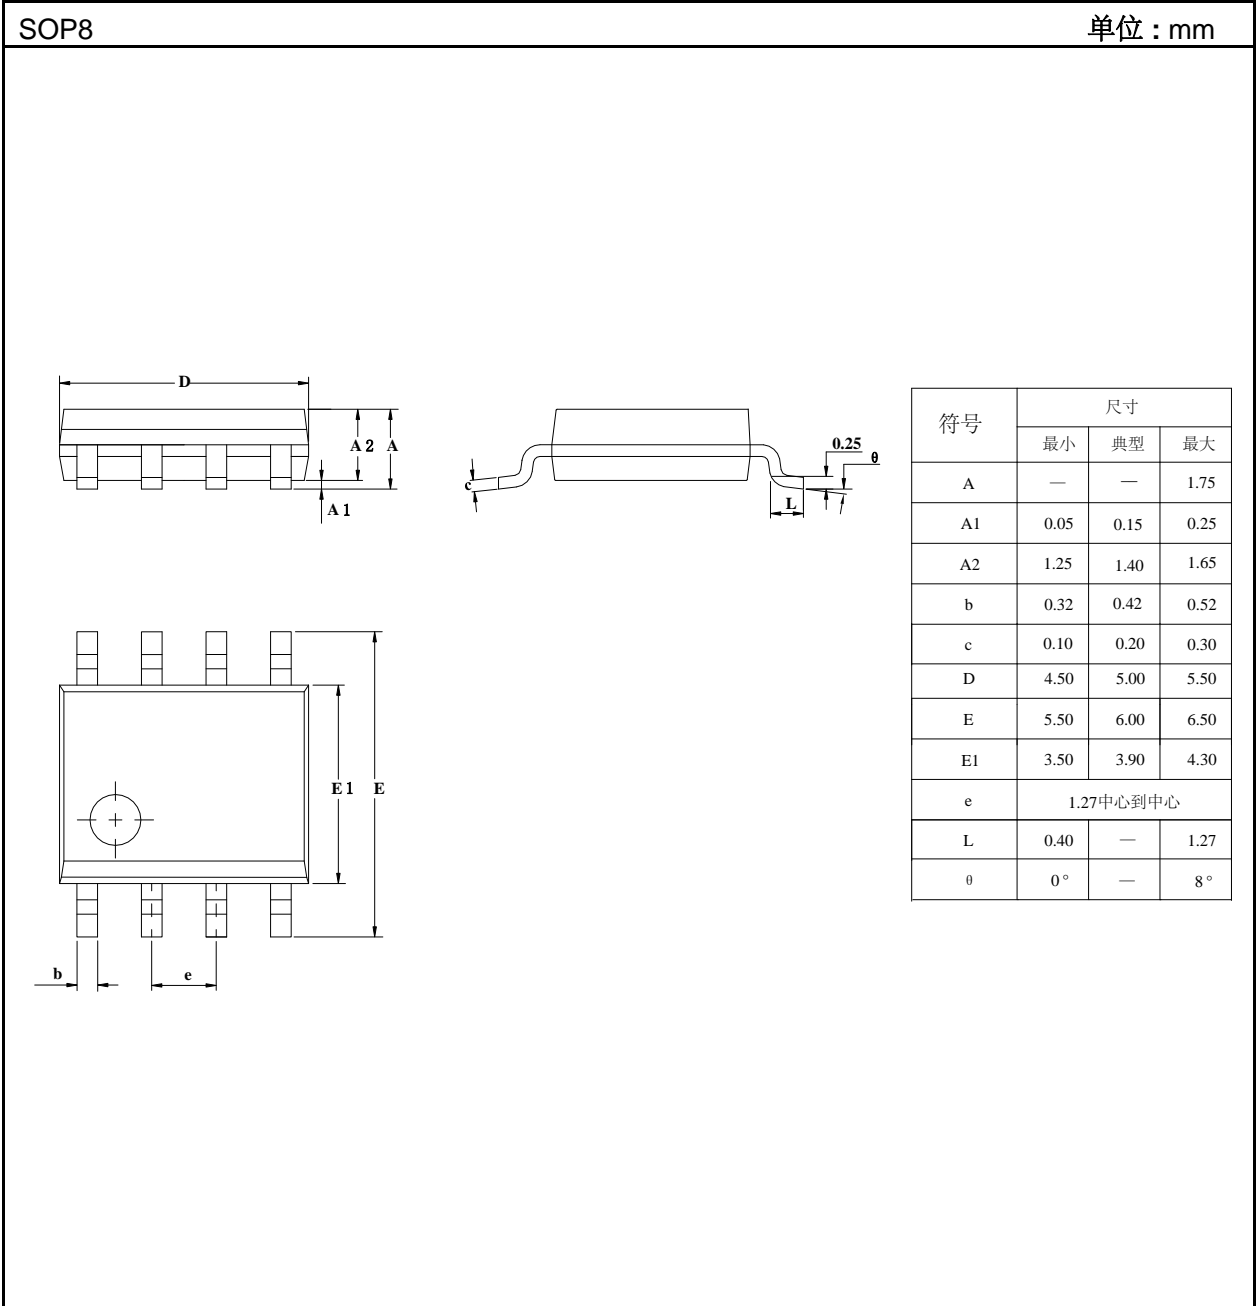 SOP8 单位 : mm
D
A2 A
A1
c
0.25
θ
L
E1 E
b e
符号 尺寸
最小 典型 最大
A — — 1.75
A1 0.05 0.15 0.25
A2 1.25 1.40 1.65
b 0.32 0.42 0.52
c 0.10 0.20 0.30
D 4.50 5.00 5.50
E 5.50 6.00 6.50
E1 3.50 3.90 4.30
e 1.27中心到中心
L 0.40 — 1.27
θ 0° — 8°